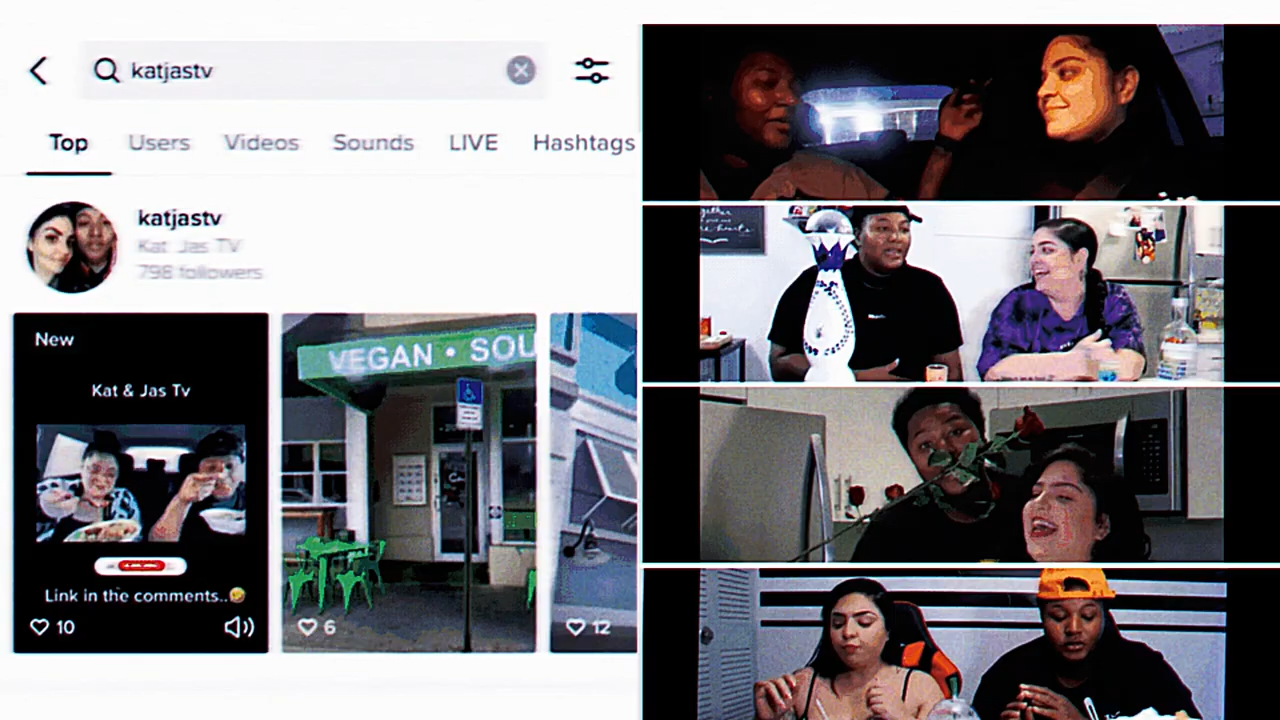 katjastv
Top Users Videos Sounds LIVE Hashtags
katjastv
Kat Jas TV
798 followers
New
Kat & Jas Tv
Link in the comments..
10
VEGAN • SOU
6
12
together